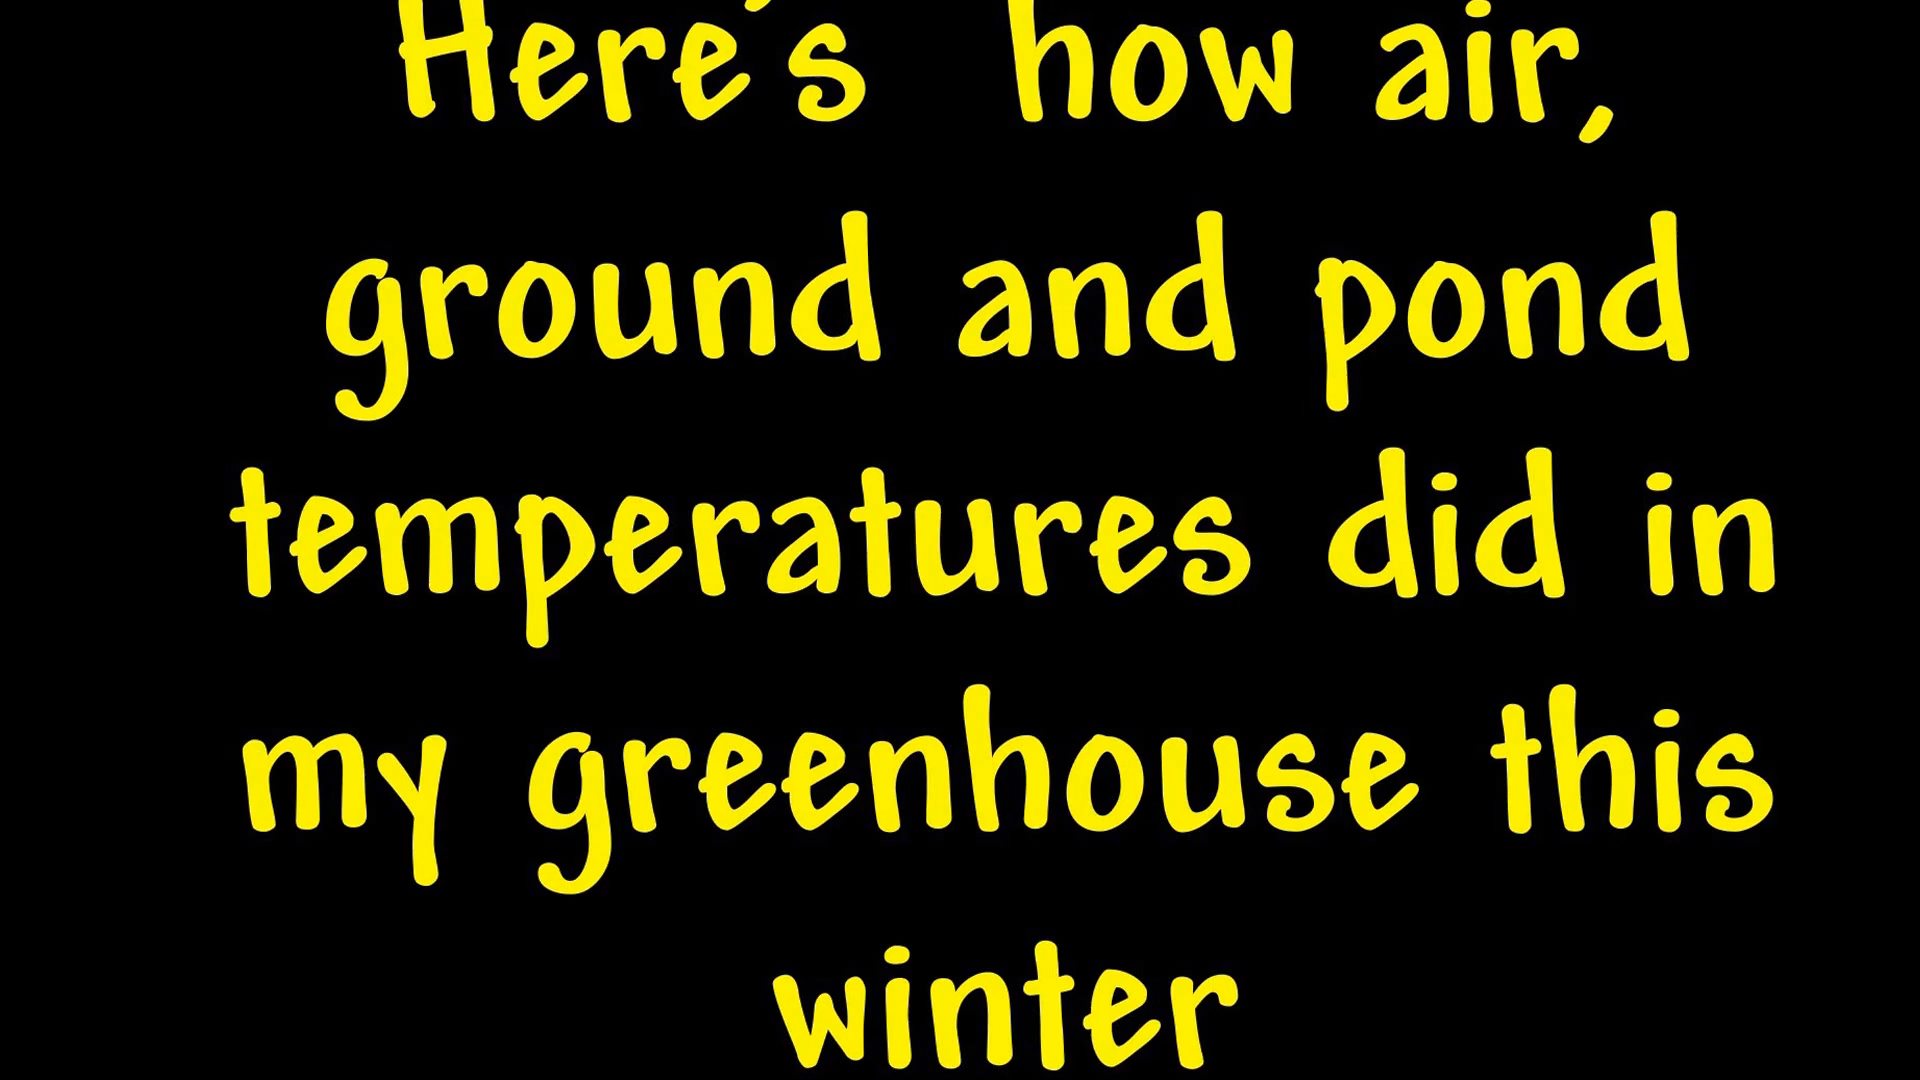 Here's how air,
ground and pond
temperatures did in
my greenhouse this
winter